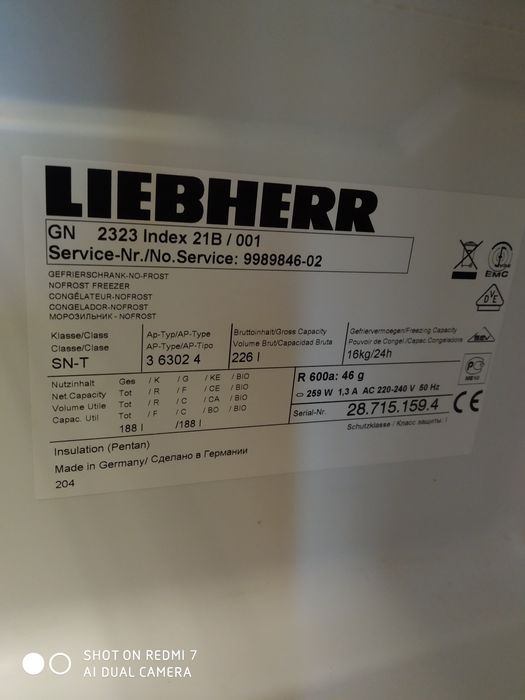 LIEBHERR
GN 2323 Index 21B / 001
Service-Nr./No.Service: 9989846-02
GEFRIERSCHRANK-NO-FROST
NOFROST FREEZER
CONGÉLATEUR-NOFROST
CONGELADOR-NOFROST
МОРОЗИЛЬНИК - NOFROST
EMC
DVE
Klasse/Class
Classe/Clase
SN-T
Ap-Typ/AP-Type
AP-Type/AP-Tipo
3 6302 4
Bruttoinhalt/Gross Capacity
Volume Brut/Capacidad Bruta
226 l
Gefriervermoegen/Freezing Capacity
Pouvoir de Congel./Capac.Congeladora
16kg/24h
Nutzinhalt Ges / K / G / KE / BIO
Net.Capacity Tot / R / F / CE / BIO
Volume Utile Tot / R / C / CA / BIO
Capac. Util Tot / F / C / BO / BIO
188 l /188 l
R 600a: 46 g
259 W 1,3 A AC 220-240 V 50 Hz
Serial-Nr. 28.715.159.4
Schutzklasse / Класс защиты: I
CE
Insulation (Pentan)
Made in Germany/ Сделано в Германии
204
SHOT ON REDMI 7
AI DUAL CAMERA